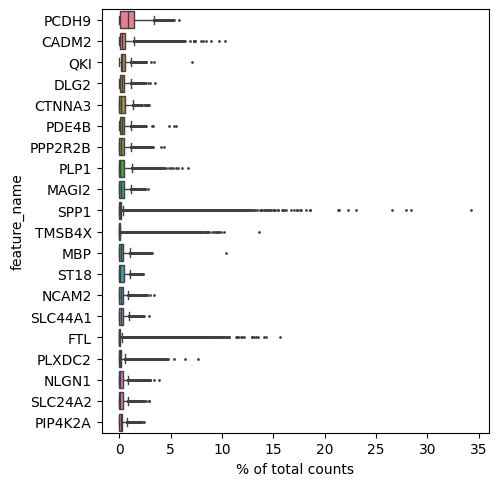 PCDH9
CADM2
QKI
DLG2
CTNNA3
PDE4B
PPP2R2B
PLP1
MAGI2
SPP1
TMSB4X
MBP
ST18
NCAM2
SLC44A1
FTL
PLXDC2
NLGN1
SLC24A2
PIP4K2A
feature_name
0 5 10 15 20 25 30 35
% of total counts